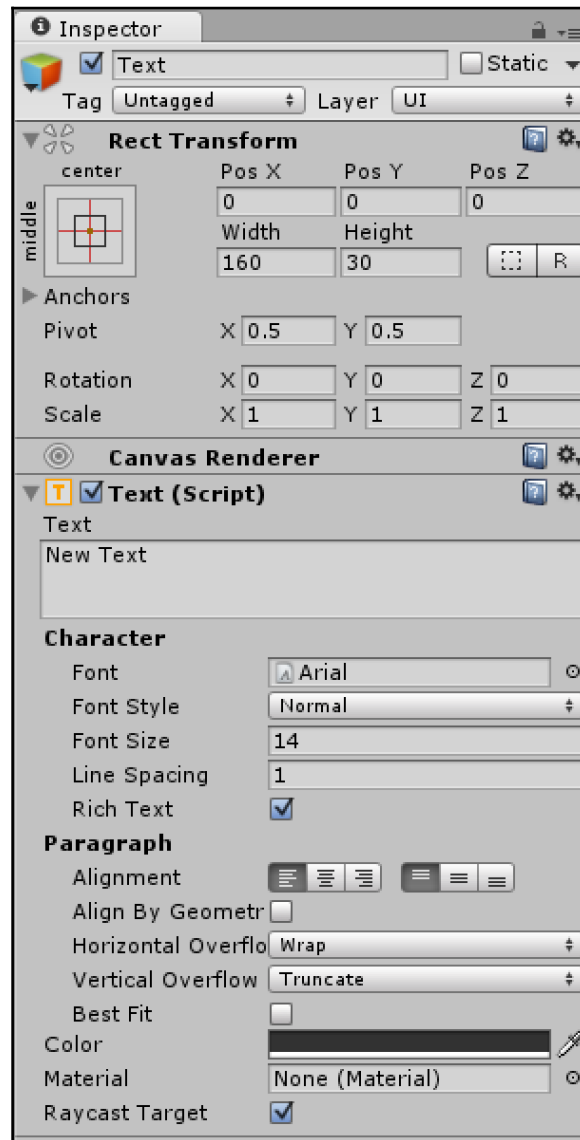 Inspector
Text Static
Tag Untagged Layer UI
Rect Transform
center Pos X Pos Y Pos Z
middle 0 0 0
Width Height
160 30 R
Anchors
Pivot X 0.5 Y 0.5
Rotation X 0 Y 0 Z 0
Scale X 1 Y 1 Z 1
Canvas Renderer
T Text (Script)
Text
New Text
Character
Font Arial
Font Style Normal
Font Size 14
Line Spacing 1
Rich Text
Paragraph
Alignment
Align By Geometr
Horizontal Overflo Wrap
Vertical Overflow Truncate
Best Fit
Color
Material None (Material)
Raycast Target